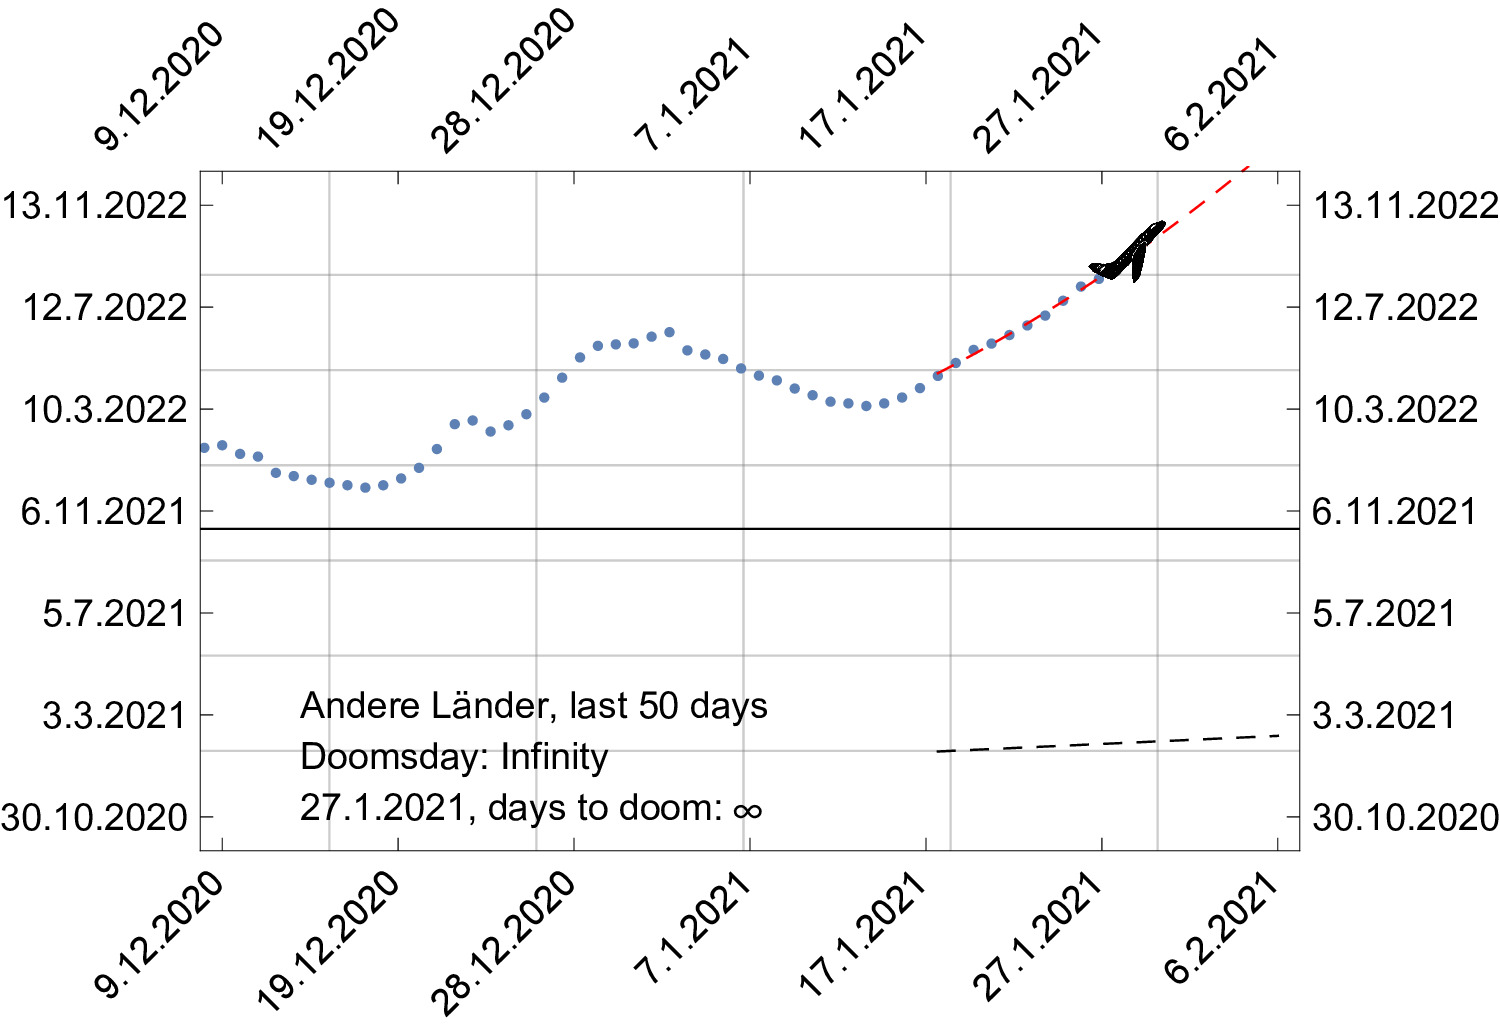 9.12.2020 19.12.2020 28.12.2020 7.1.2021 17.1.2021 27.1.2021 6.2.2021
13.11.2022 13.11.2022
12.7.2022 12.7.2022
10.3.2022 10.3.2022
6.11.2021 6.11.2021
5.7.2021 5.7.2021
Andere Länder, last 50 days
3.3.2021 3.3.2021
Doomsday: Infinity
27.1.2021, days to doom: ∞
30.10.2020 30.10.2020
9.12.2020 19.12.2020 28.12.2020 7.1.2021 17.1.2021 27.1.2021 6.2.2021